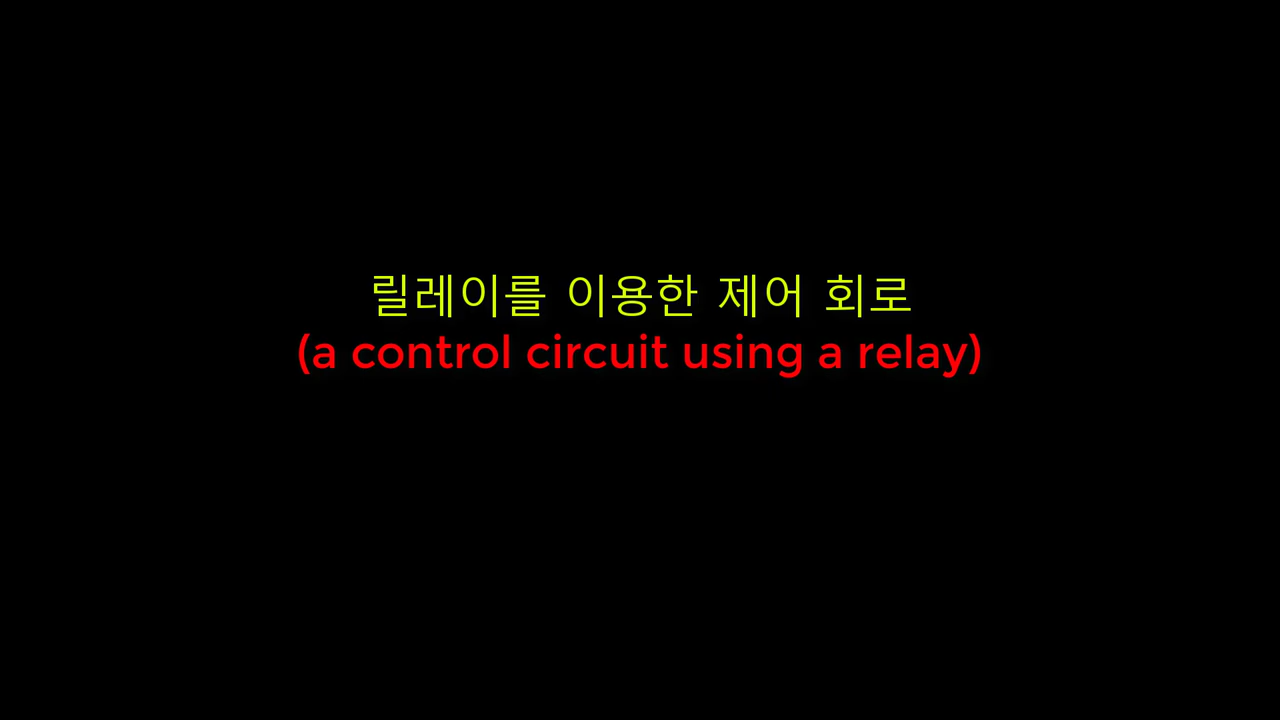 릴레이를 이용한 제어 회로
(a control circuit using a relay)